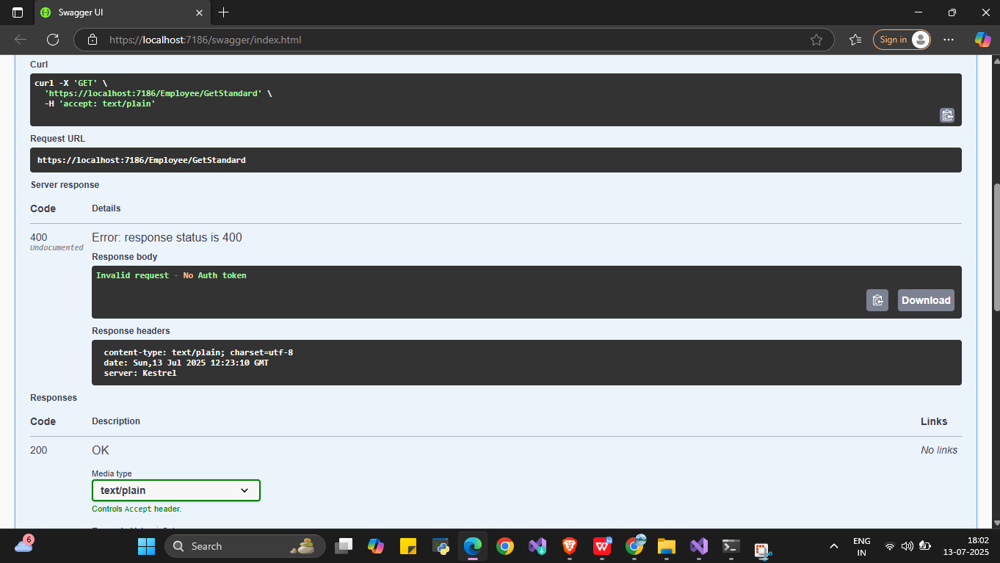 Swagger UI
https://localhost:7186/swagger/index.html
Sign in
Curl
curl -X 'GET' \
'https://localhost:7186/Employee/GetStandard' \
-H 'accept: text/plain'
Request URL
https://localhost:7186/Employee/GetStandard
Server response
Code
Details
400
Undocumented
Error: response status is 400
Response body
Invalid request - No Auth token
Download
Response headers
content-type: text/plain; charset=utf-8
date: Sun,13 Jul 2025 12:23:10 GMT
server: Kestrel
Responses
Code
Description
Links
200
OK
No links
Media type
text/plain
Controls Accept header.
6
Search
ENG
IN
18:02
13-07-2025